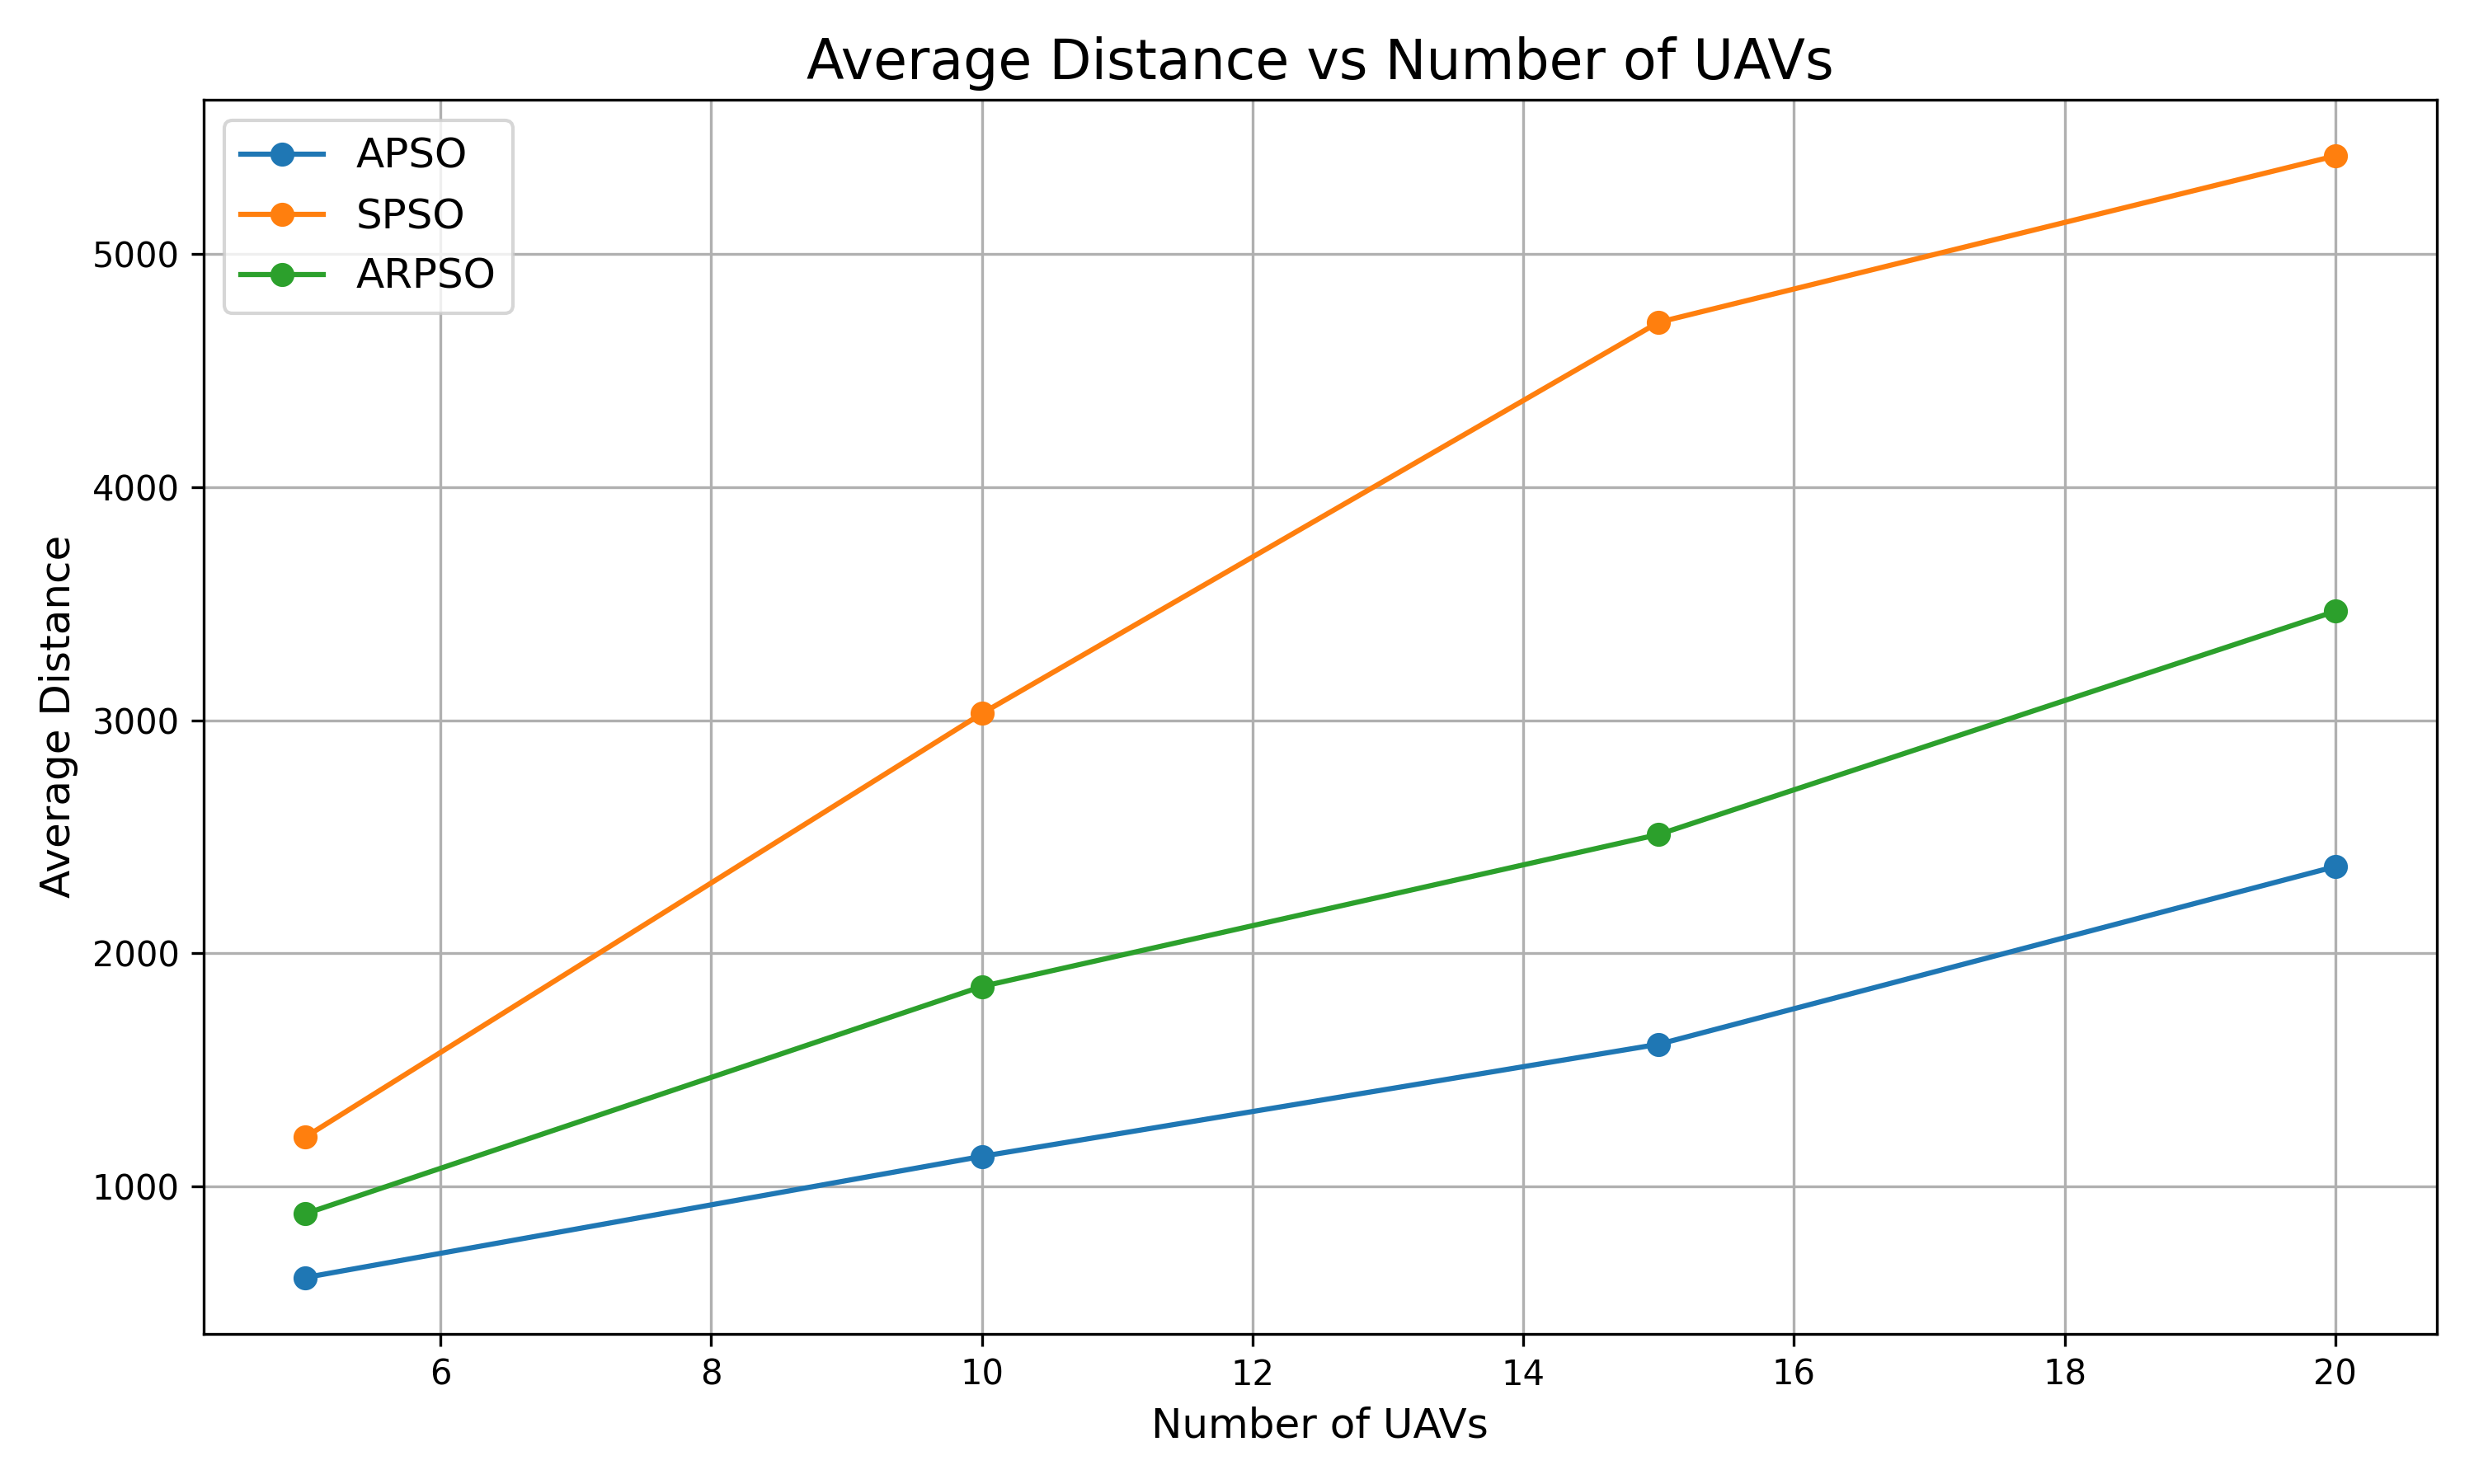 Average Distance vs Number of UAVs
APSO
SPSO
ARPSO
5000
4000
3000
2000
1000
Average Distance
6 8 10 12 14 16 18 20
Number of UAVs